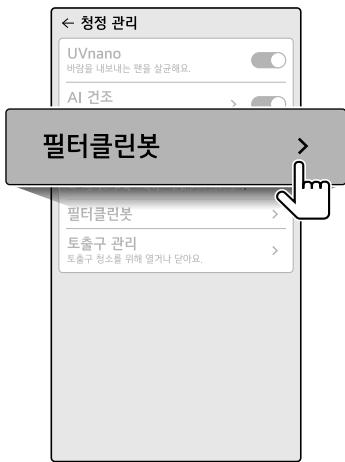 ← 청정 관리
UVnano
바람을 내보내는 팬을 살균해요.
AI 건조
필터클린봇
필터클린봇
토출구 관리
토출구 청소를 위해 열거나 닫아요.